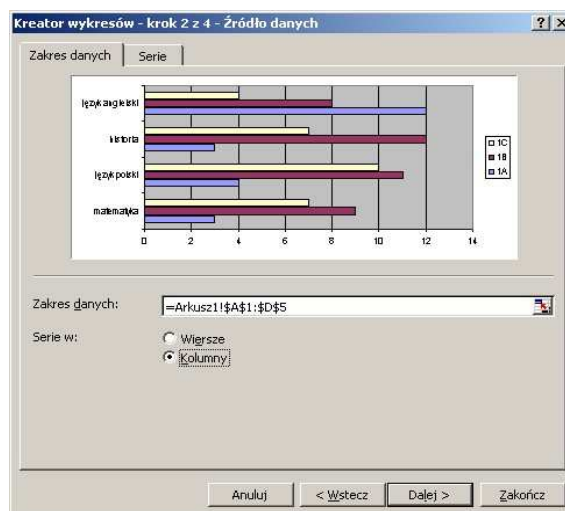 Kreator wykresów - krok 2 z 4 - Źródło danych
Zakres danych
Serie
język angielski
historia
język polski
matematyka
0 2 4 6 8 10 12 14
1C
1B
1A
Zakres danych:
=Arkusz1!$A$1:$D$5
Serie w:
Wiersze
Kolumny
Anuluj
< Wstecz
Dalej >
Zakończ